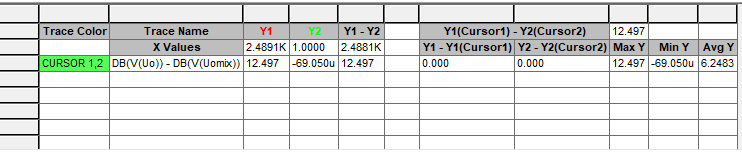 Trace Color Trace Name Y1 Y2 Y1 - Y2 Y1(Cursor1) - Y2(Cursor2) 12.497
X Values 2.4891K 1.0000 2.4881K Y1 - Y1(Cursor1) Y2 - Y2(Cursor2) Max Y Min Y Avg Y
CURSOR 1,2 DB(V(Uo)) - DB(V(Uomix)) 12.497 -69.050u 12.497 0.000 0.000 12.497 -69.050u 6.2483